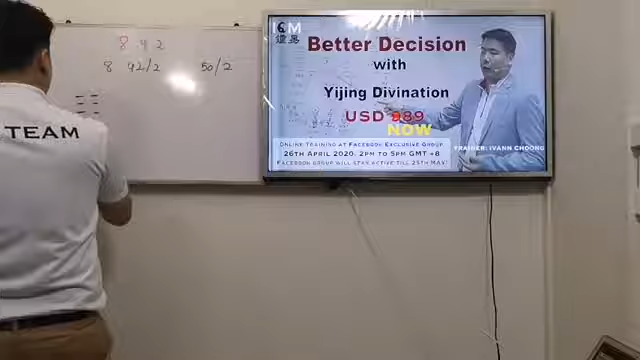 8 4 2
8 42/2 50/2
TEAM
Better Decision
with
Yijing Divination
USD 989
NOW
Online Training at Facebook Exclusive Group
26th April 2020, 2pm to 5pm GMT +8
Facebook group will stay active till 25th May!
Trainer: Ivann Choong